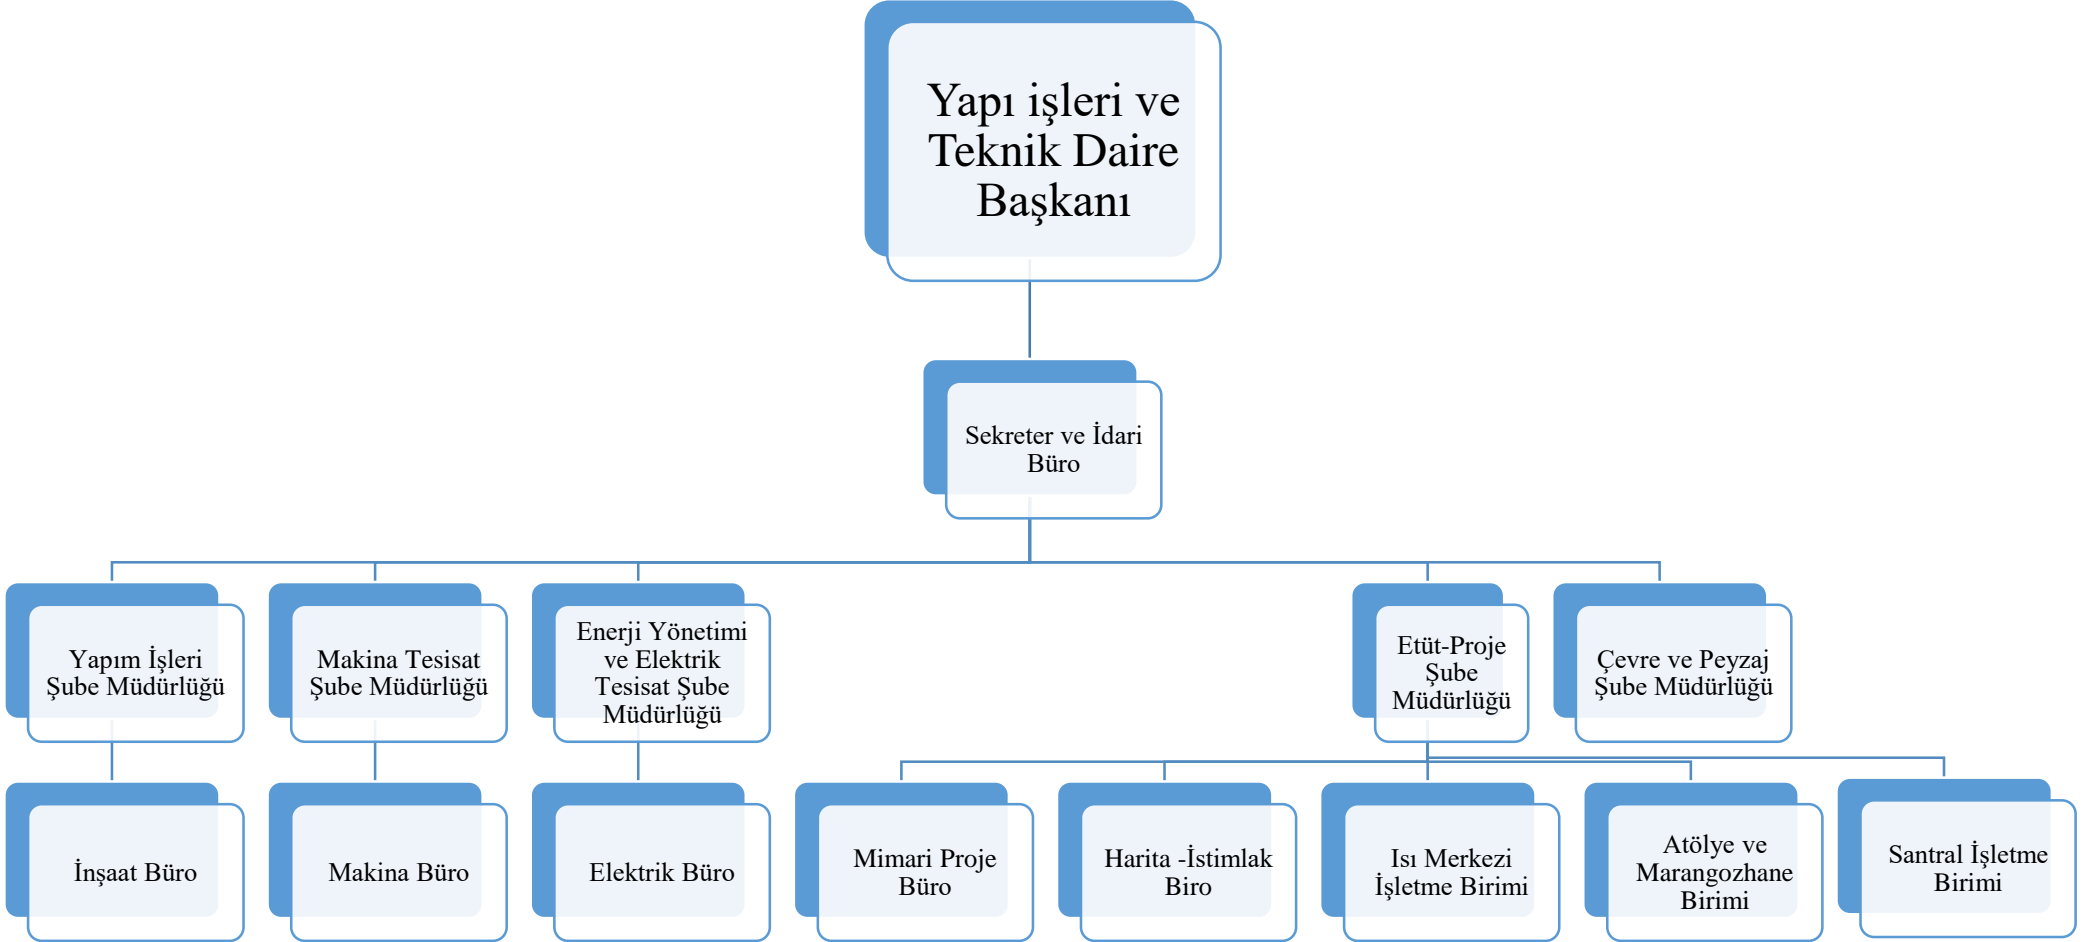 Yapı işleri ve
Teknik Daire
Başkanı
Sekreter ve İdari
Büro
Yapım İşleri
Şube Müdürlüğü
Makina Tesisat
Şube Müdürlüğü
Enerji Yönetimi
ve Elektrik
Tesisat Şube
Müdürlüğü
Etüt-Proje
Şube
Müdürlüğü
Çevre ve Peyzaj
Şube Müdürlüğü
İnşaat Büro
Makina Büro
Elektrik Büro
Mimari Proje
Büro
Harita -İstimlak
Biro
Isı Merkezi
İşletme Birimi
Atölye ve
Marangozhane
Birimi
Santral İşletme
Birimi